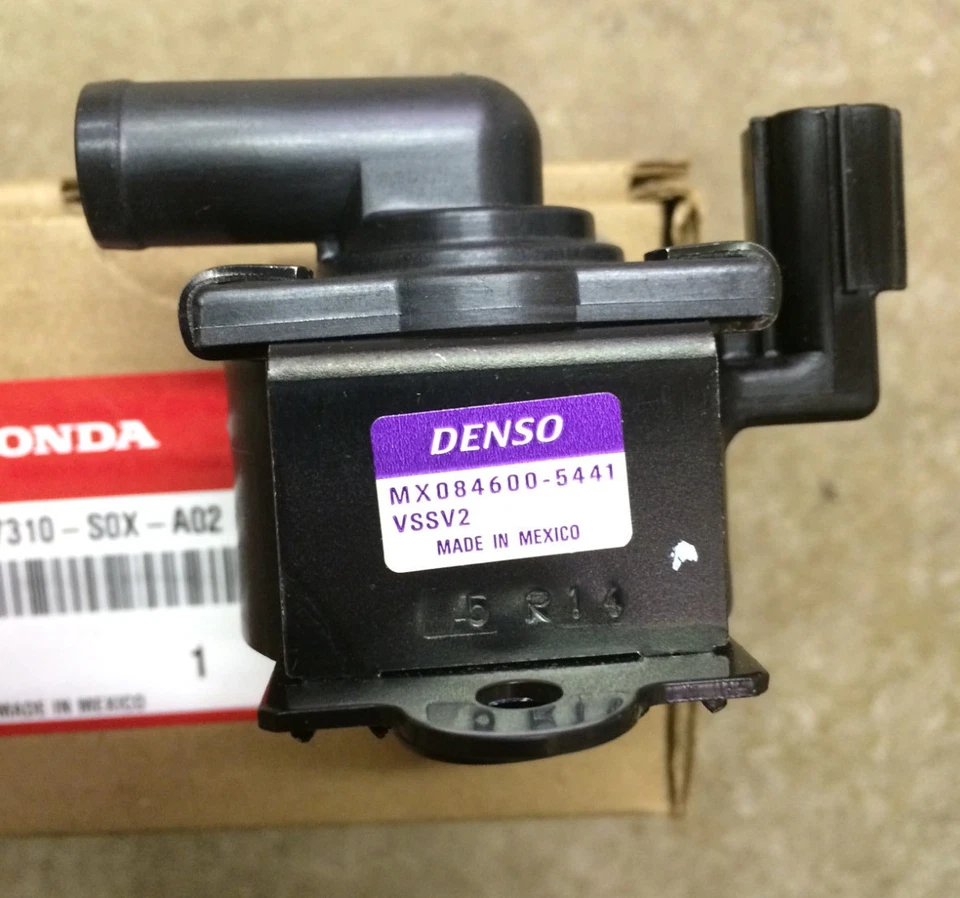 DENSO
MX084600-5441
VSSV2
MADE IN MEXICO
ONDA
7310-S0X-A02
1
MADE IN MEXICO